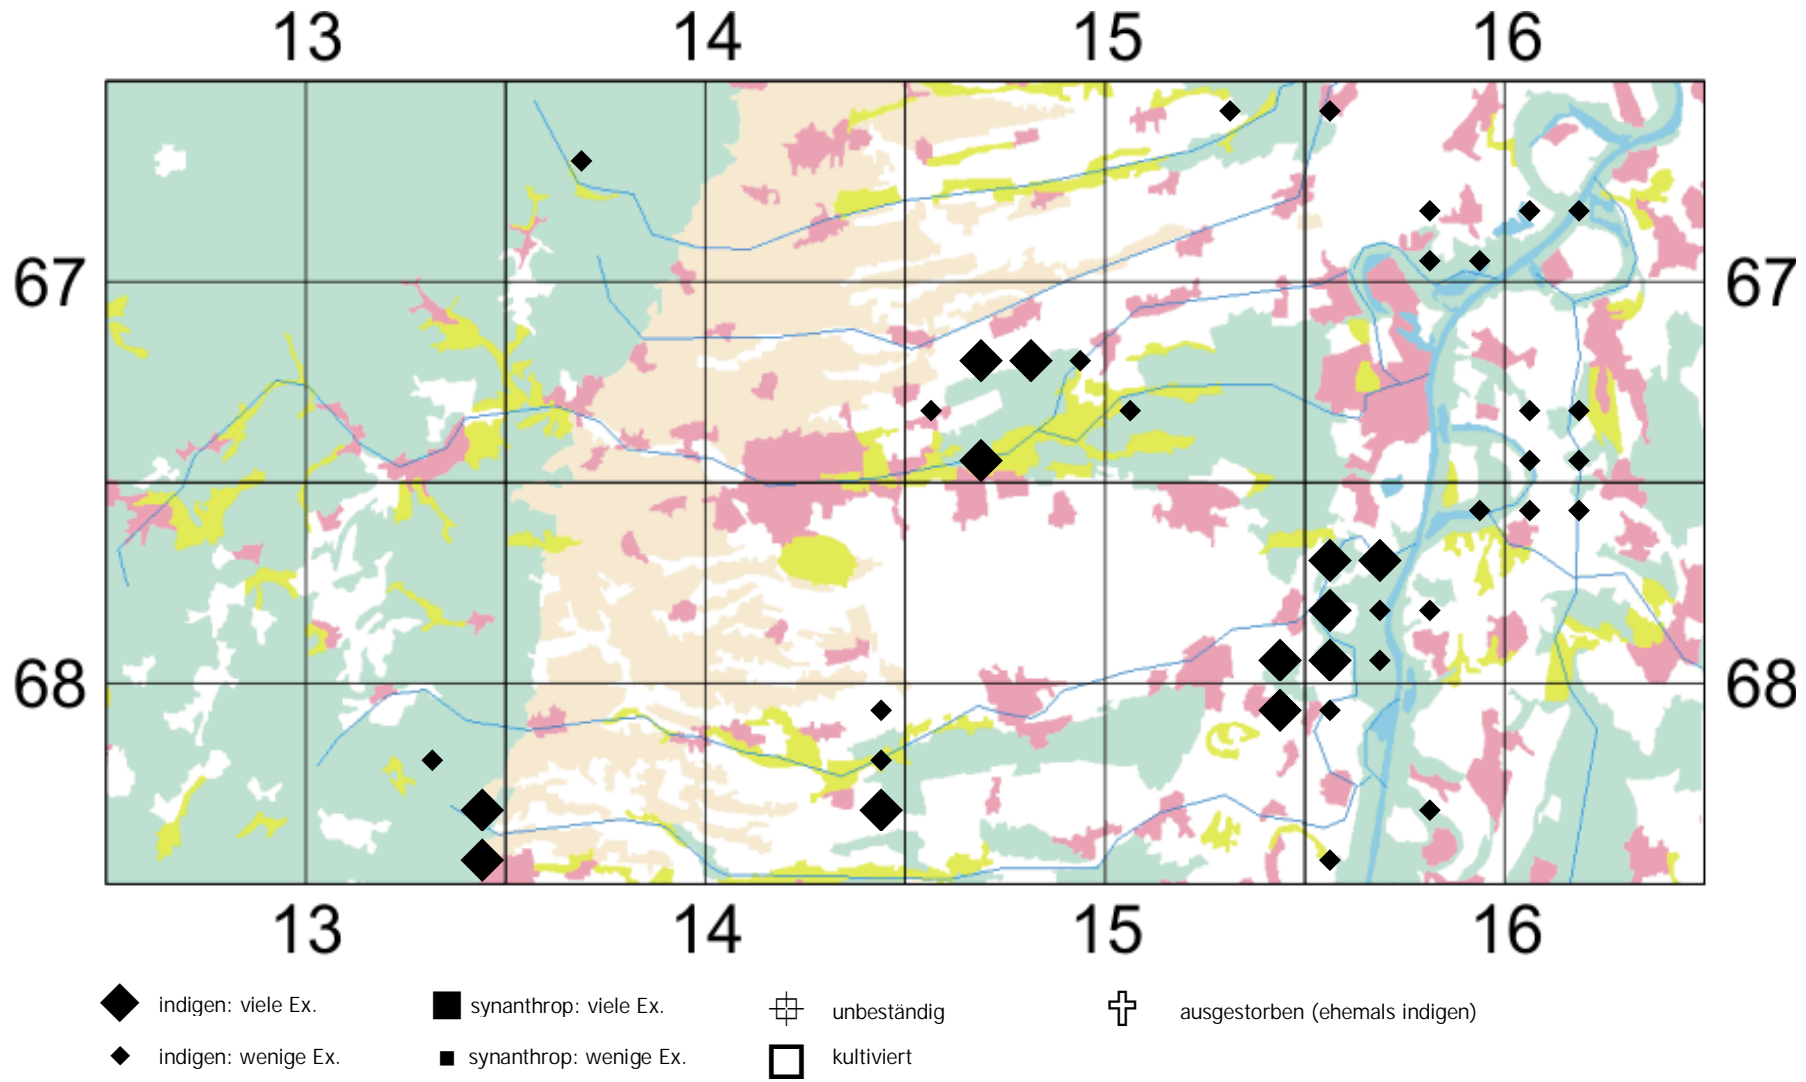 13 14 15 16
67 67
68 68
13 14 15 16
indigen: viele Ex. synanthrop: viele Ex. unbeständig ausgestorben (ehemals indigen)
indigen: wenige Ex. synanthrop: wenige Ex. kultiviert